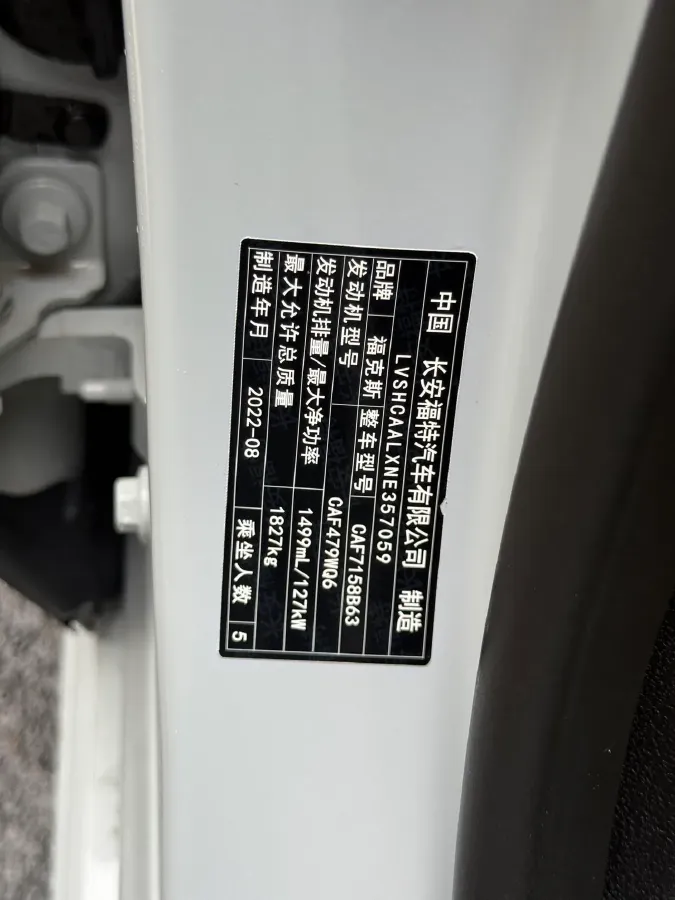 中国 长安福特汽车有限公司 制造
LVSHCAALXNE357059
品牌 福克斯 整车型号 CAF7158B63
发动机型号 CAF479WQ6
发动机排量/最大净功率 1499mL/127kW
最大允许总质量 1827kg
制造年月 2022-08 乘坐人数 5